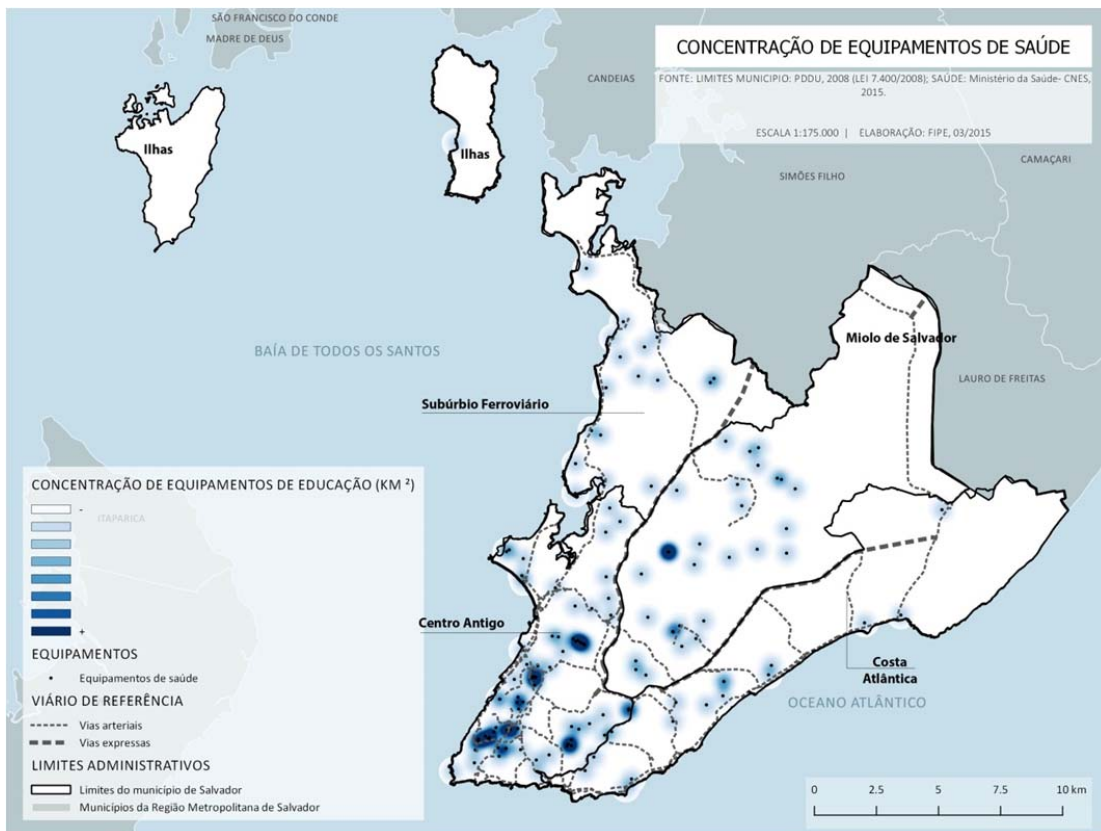 SÃO FRANCISCO DO CONDE
MADRE DE DEUS
CONCENTRAÇÃO DE EQUIPAMENTOS DE SAÚDE
FONTE: LIMITES MUNICIPIO: PDDU, 2008 (LEI 7.400/2008); SAÚDE: Ministério da Saúde- CNES,
2015.
ESCALA 1:175.000 | ELABORAÇÃO: FIPE, 03/2015
CANDEIAS
CAMAÇARI
SIMÕES FILHO
Ilhas
Ilhas
Miolo de Salvador
BAÍA DE TODOS OS SANTOS
LAURO DE FREITAS
Subúrbio Ferroviário
Centro Antigo
Costa
Atlântica
OCEANO ATLÂNTICO
CONCENTRAÇÃO DE EQUIPAMENTOS DE EDUCAÇÃO (KM ²)
-
ITAPARICA
+
EQUIPAMENTOS
Equipamentos de saúde
VIÁRIO DE REFERÊNCIA
Vias arteriais
Vias expressas
LIMITES ADMINISTRATIVOS
Limites do município de Salvador
Municípios da Região Metropolitana de Salvador
0 2.5 5 7.5 10 km